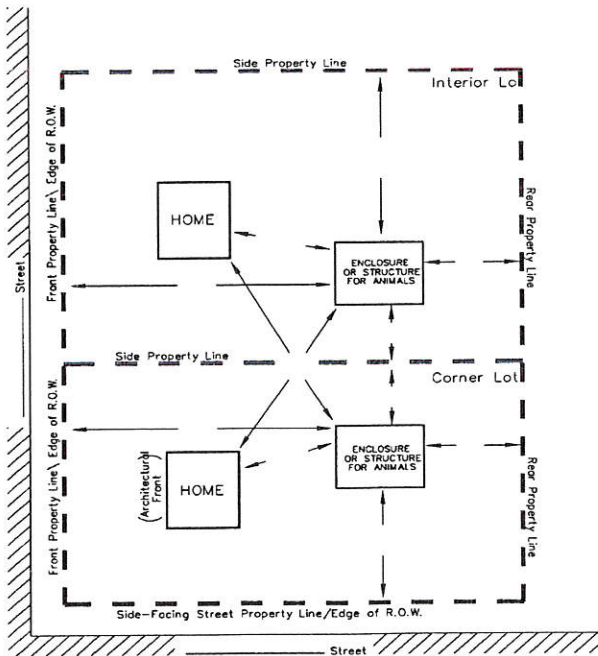 Side Property Line
Interior Lo
Front Property Line\ Edge of R.O.W.
HOME
Rear Property Line
ENCLOSURE
OR STRUCTURE
FOR ANIMALS
Street
Side Property Line
Corner Lot
Front Property Line\ Edge of R.O.W.
(Architectural
Front)
HOME
ENCLOSURE
OR STRUCTURE
FOR ANIMALS
Rear Property Line
Side-Facing Street Property Line/Edge of R.O.W.
Street